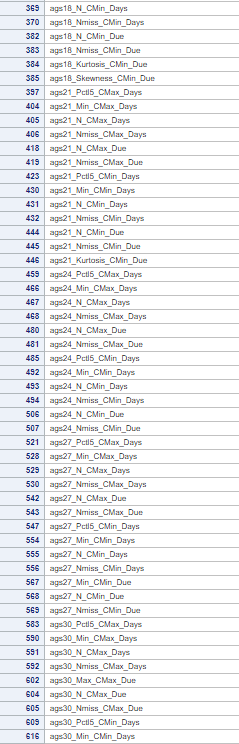 369 ags18_N_CMin_Days
370 ags18_Nmiss_CMin_Days
382 ags18_N_CMin_Due
383 ags18_Nmiss_CMin_Due
384 ags18_Kurtosis_CMin_Due
385 ags18_Skewness_CMin_Due
397 ags21_Pctl5_CMax_Days
404 ags21_Min_CMax_Days
405 ags21_N_CMax_Days
406 ags21_Nmiss_CMax_Days
418 ags21_N_CMax_Due
419 ags21_Nmiss_CMax_Due
423 ags21_Pctl5_CMin_Days
430 ags21_Min_CMin_Days
431 ags21_N_CMin_Days
432 ags21_Nmiss_CMin_Days
444 ags21_N_CMin_Due
445 ags21_Nmiss_CMin_Due
446 ags21_Kurtosis_CMin_Due
459 ags24_Pctl5_CMax_Days
466 ags24_Min_CMax_Days
467 ags24_N_CMax_Days
468 ags24_Nmiss_CMax_Days
480 ags24_N_CMax_Due
481 ags24_Nmiss_CMax_Due
485 ags24_Pctl5_CMin_Days
492 ags24_Min_CMin_Days
493 ags24_N_CMin_Days
494 ags24_Nmiss_CMin_Days
506 ags24_N_CMin_Due
507 ags24_Nmiss_CMin_Due
521 ags27_Pctl5_CMax_Days
528 ags27_Min_CMax_Days
529 ags27_N_CMax_Days
530 ags27_Nmiss_CMax_Days
542 ags27_N_CMax_Due
543 ags27_Nmiss_CMax_Due
547 ags27_Pctl5_CMin_Days
554 ags27_Min_CMin_Days
555 ags27_N_CMin_Days
556 ags27_Nmiss_CMin_Days
567 ags27_Min_CMin_Due
568 ags27_N_CMin_Due
569 ags27_Nmiss_CMin_Due
583 ags30_Pctl5_CMax_Days
590 ags30_Min_CMax_Days
591 ags30_N_CMax_Days
592 ags30_Nmiss_CMax_Days
602 ags30_Max_CMax_Due
604 ags30_N_CMax_Due
605 ags30_Nmiss_CMax_Due
609 ags30_Pctl5_CMin_Days
616 ags30_Min_CMin_Days